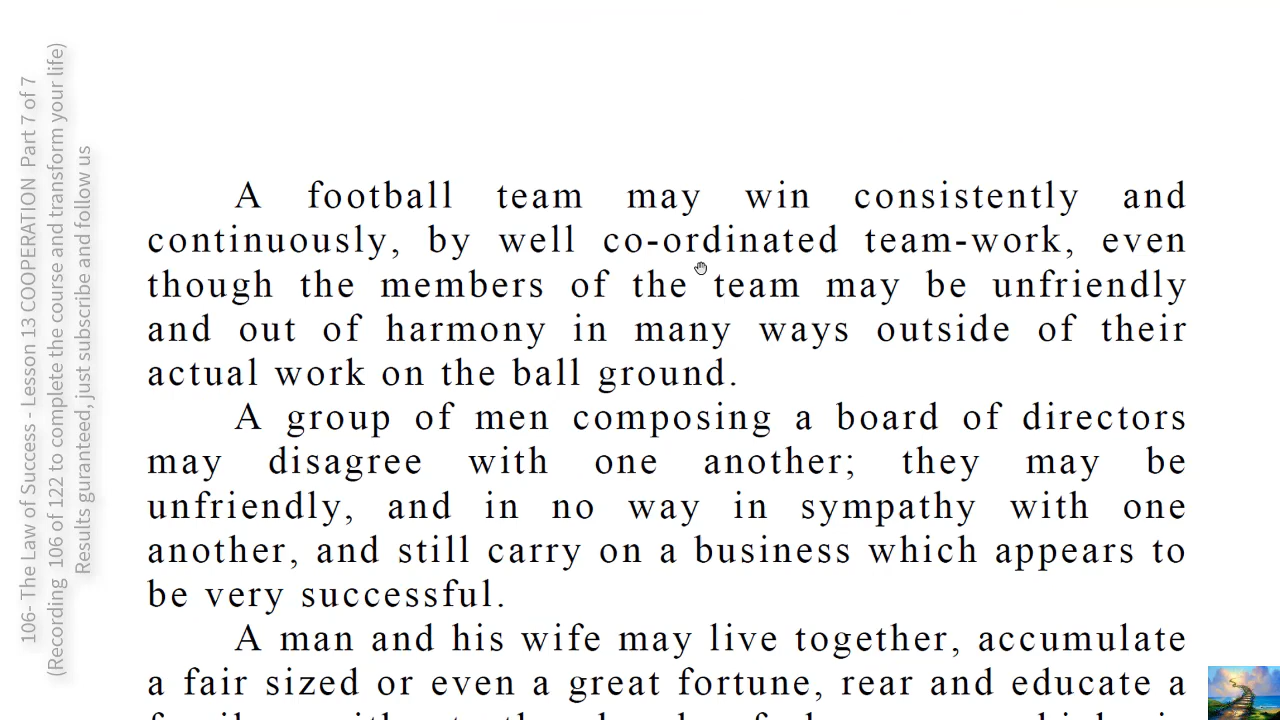 106- The Law of Success - Lesson 13 COOPERATION Part 7 of 7
(Recording 106 of 122 to complete the course and transform your life)
Results guranteed, just subscribe and follow us
A football team may win consistently and
continuously, by well co-ordinated team-work, even
though the members of the team may be unfriendly
and out of harmony in many ways outside of their
actual work on the ball ground.
A group of men composing a board of directors
may disagree with one another; they may be
unfriendly, and in no way in sympathy with one
another, and still carry on a business which appears to
be very successful.
A man and his wife may live together, accumulate
a fair sized or even a great fortune, rear and educate a